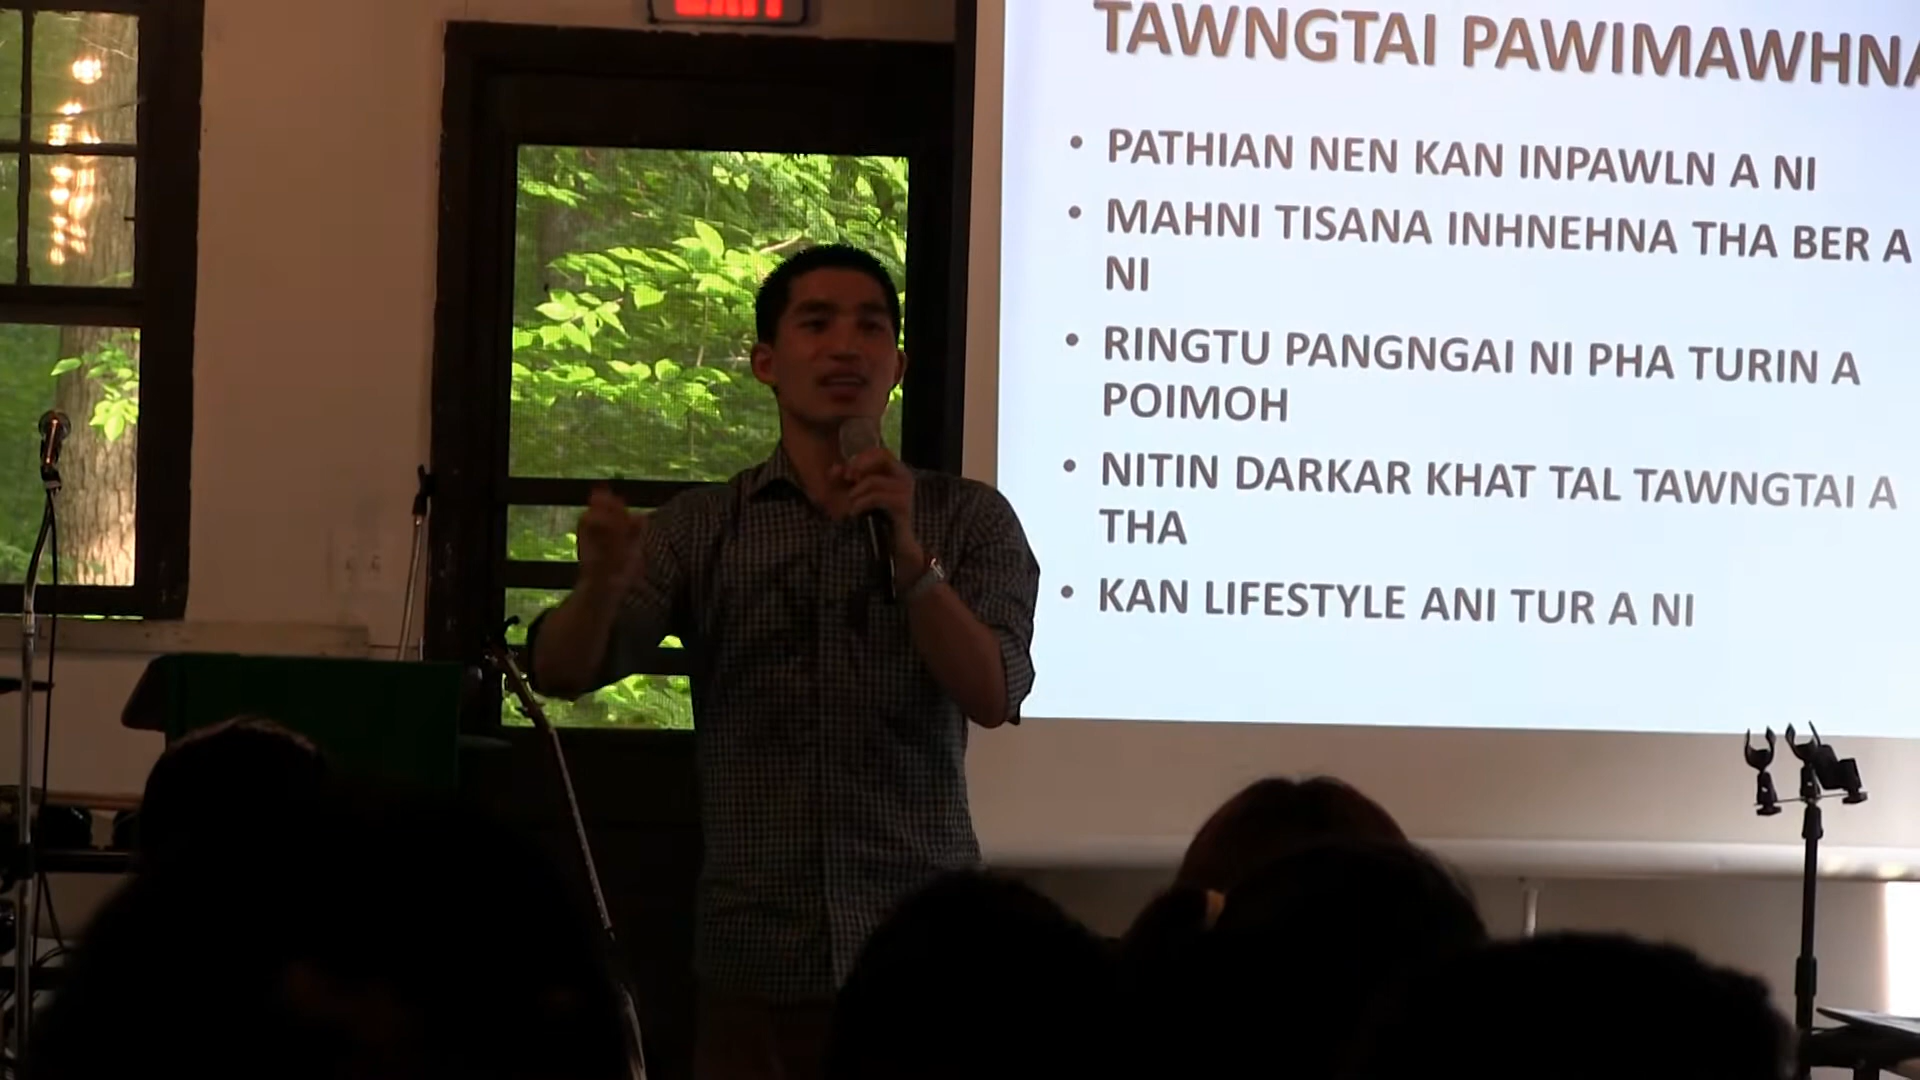 EXIT
TAWNGTAI PAWIMAWHNA
• PATHIAN NEN KAN INPAWLN A NI
• MAHNI TISANA INHNEHNA THA BER A
NI
• RINGTU PANGNGAI NI PHA TURIN A
POIMOH
• NITIN DARKAR KHAT TAL TAWNGTAI A
THA
• KAN LIFESTYLE ANI TUR A NI